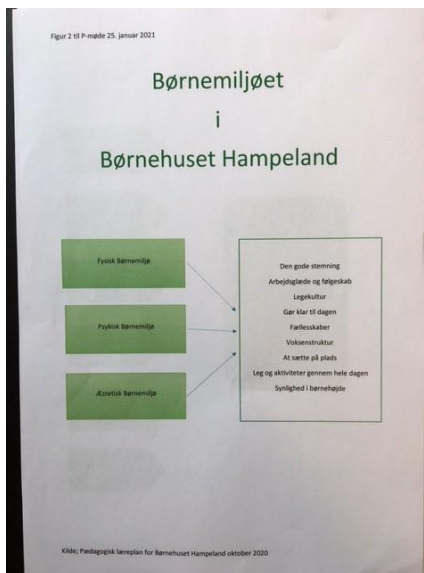 Figur 2 til P-møde 25. januar 2021
Børnemiljøet
i
Børnehuset Hampeland
Fysisk Børnemiljø
Psykisk Børnemiljø
Æstetisk Børnemiljø
Den gode stemning
Arbejdsglæde og følgeskab
Legekultur
Gør klar til dagen
Fællesskaber
Voksenstruktur
At sætte på plads
Leg og aktiviteter gennem hele dagen
Synlighed i børnehøjde
Kilde; Pædagogisk læreplan for Børnehuset Hampeland oktober 2020